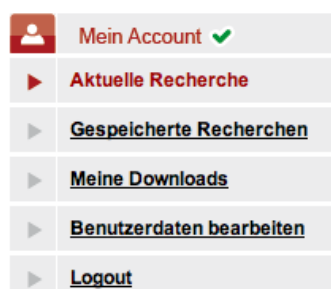 Mein Account
Aktuelle Recherche
Gespeicherte Recherchen
Meine Downloads
Benutzerdaten bearbeiten
Logout